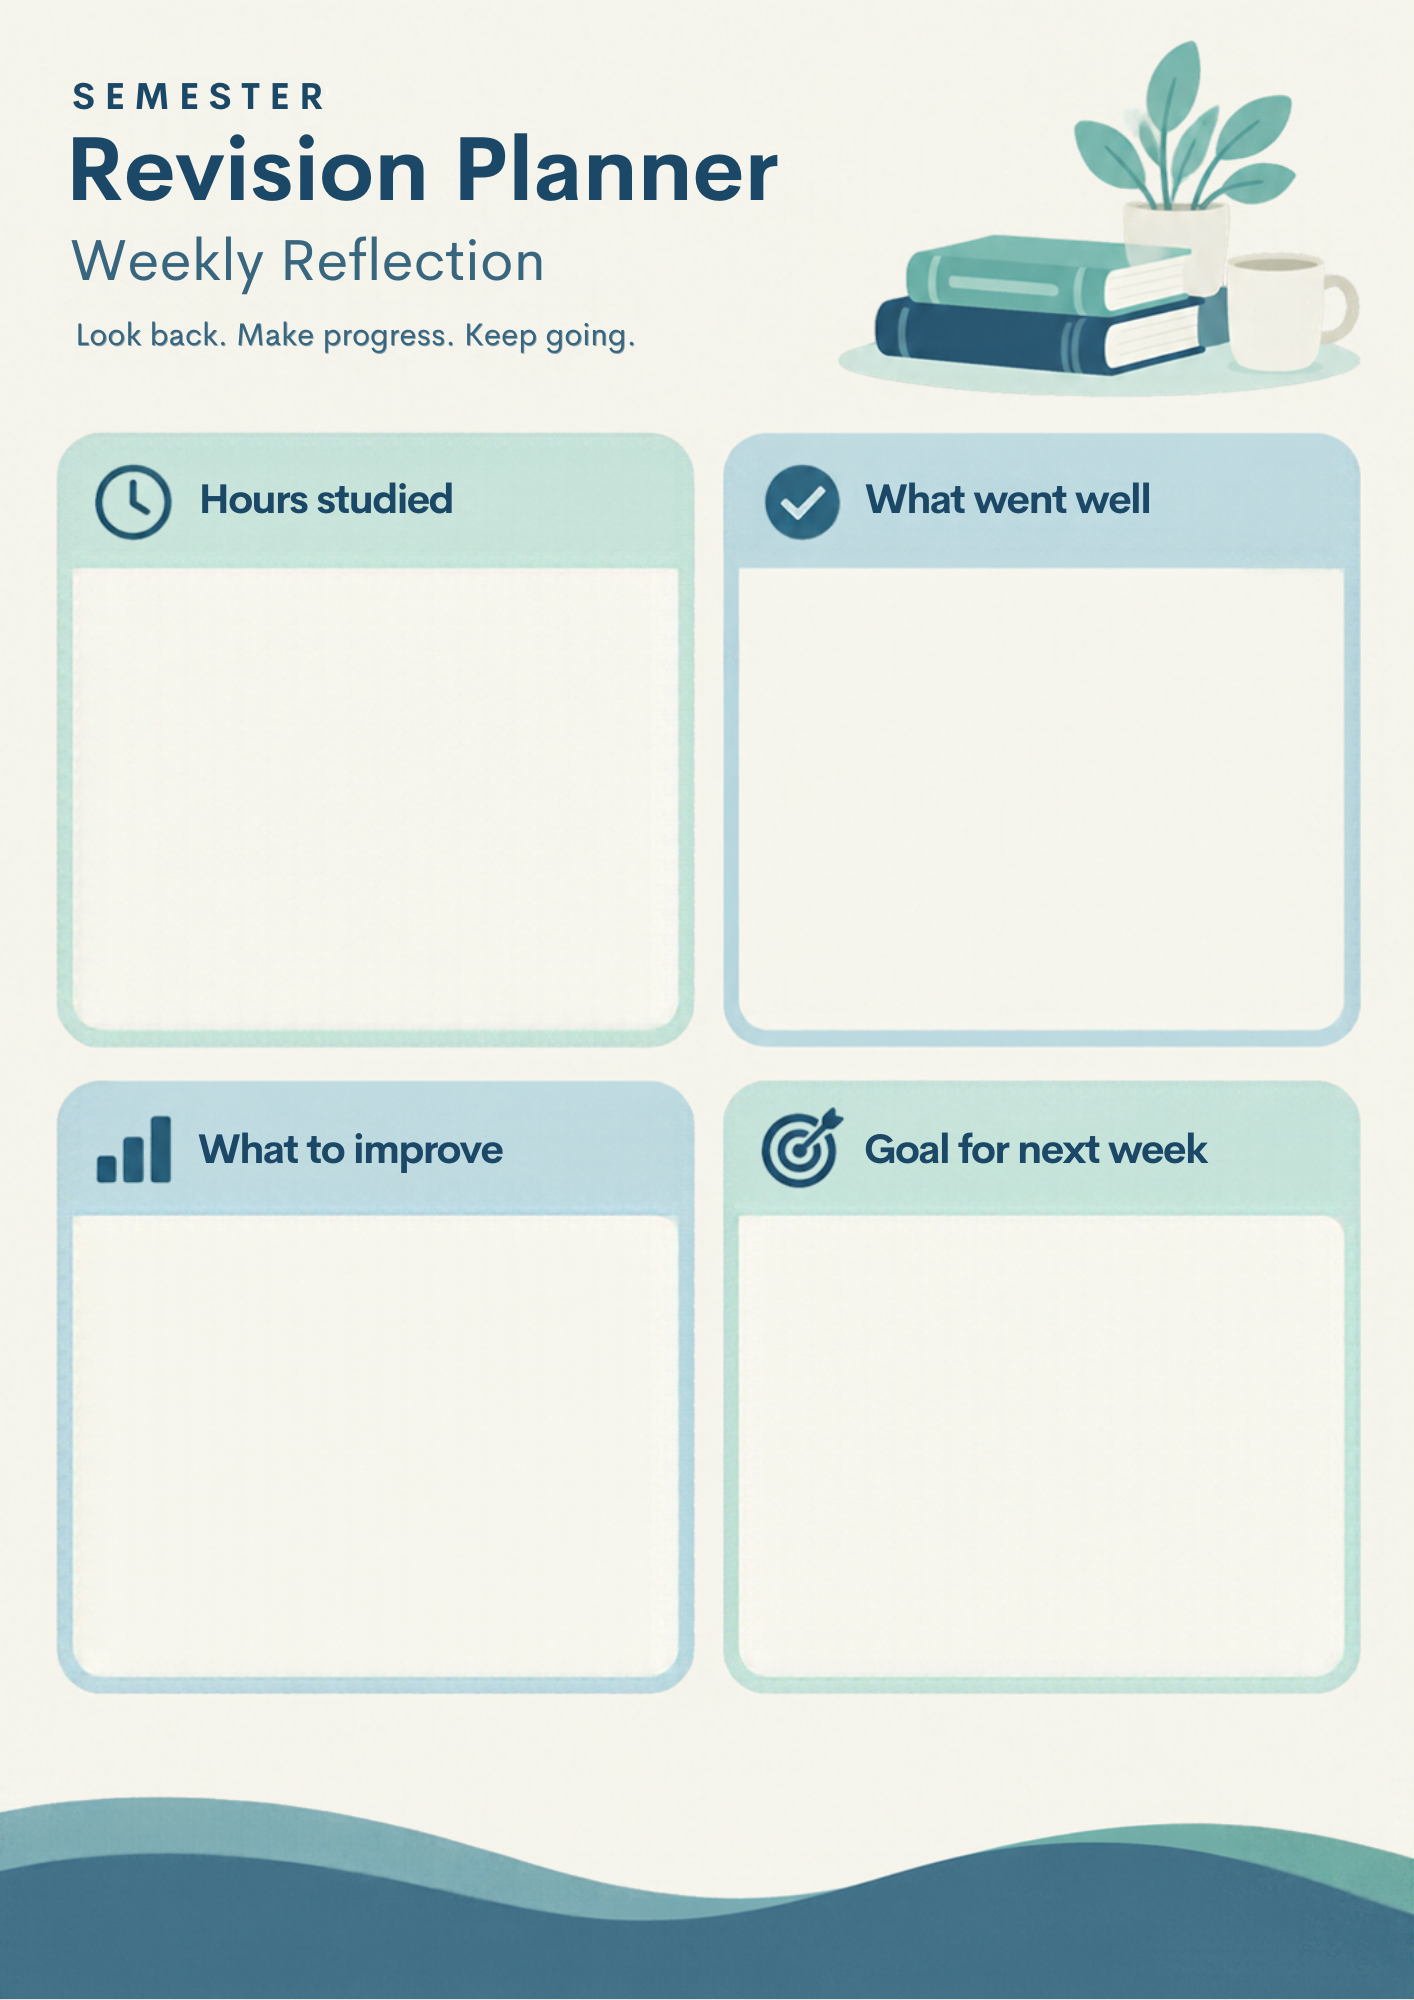 SEMESTER
Revision Planner
Weekly Reflection
Look back. Make progress. Keep going.
Hours studied
What went well
What to improve
Goal for next week